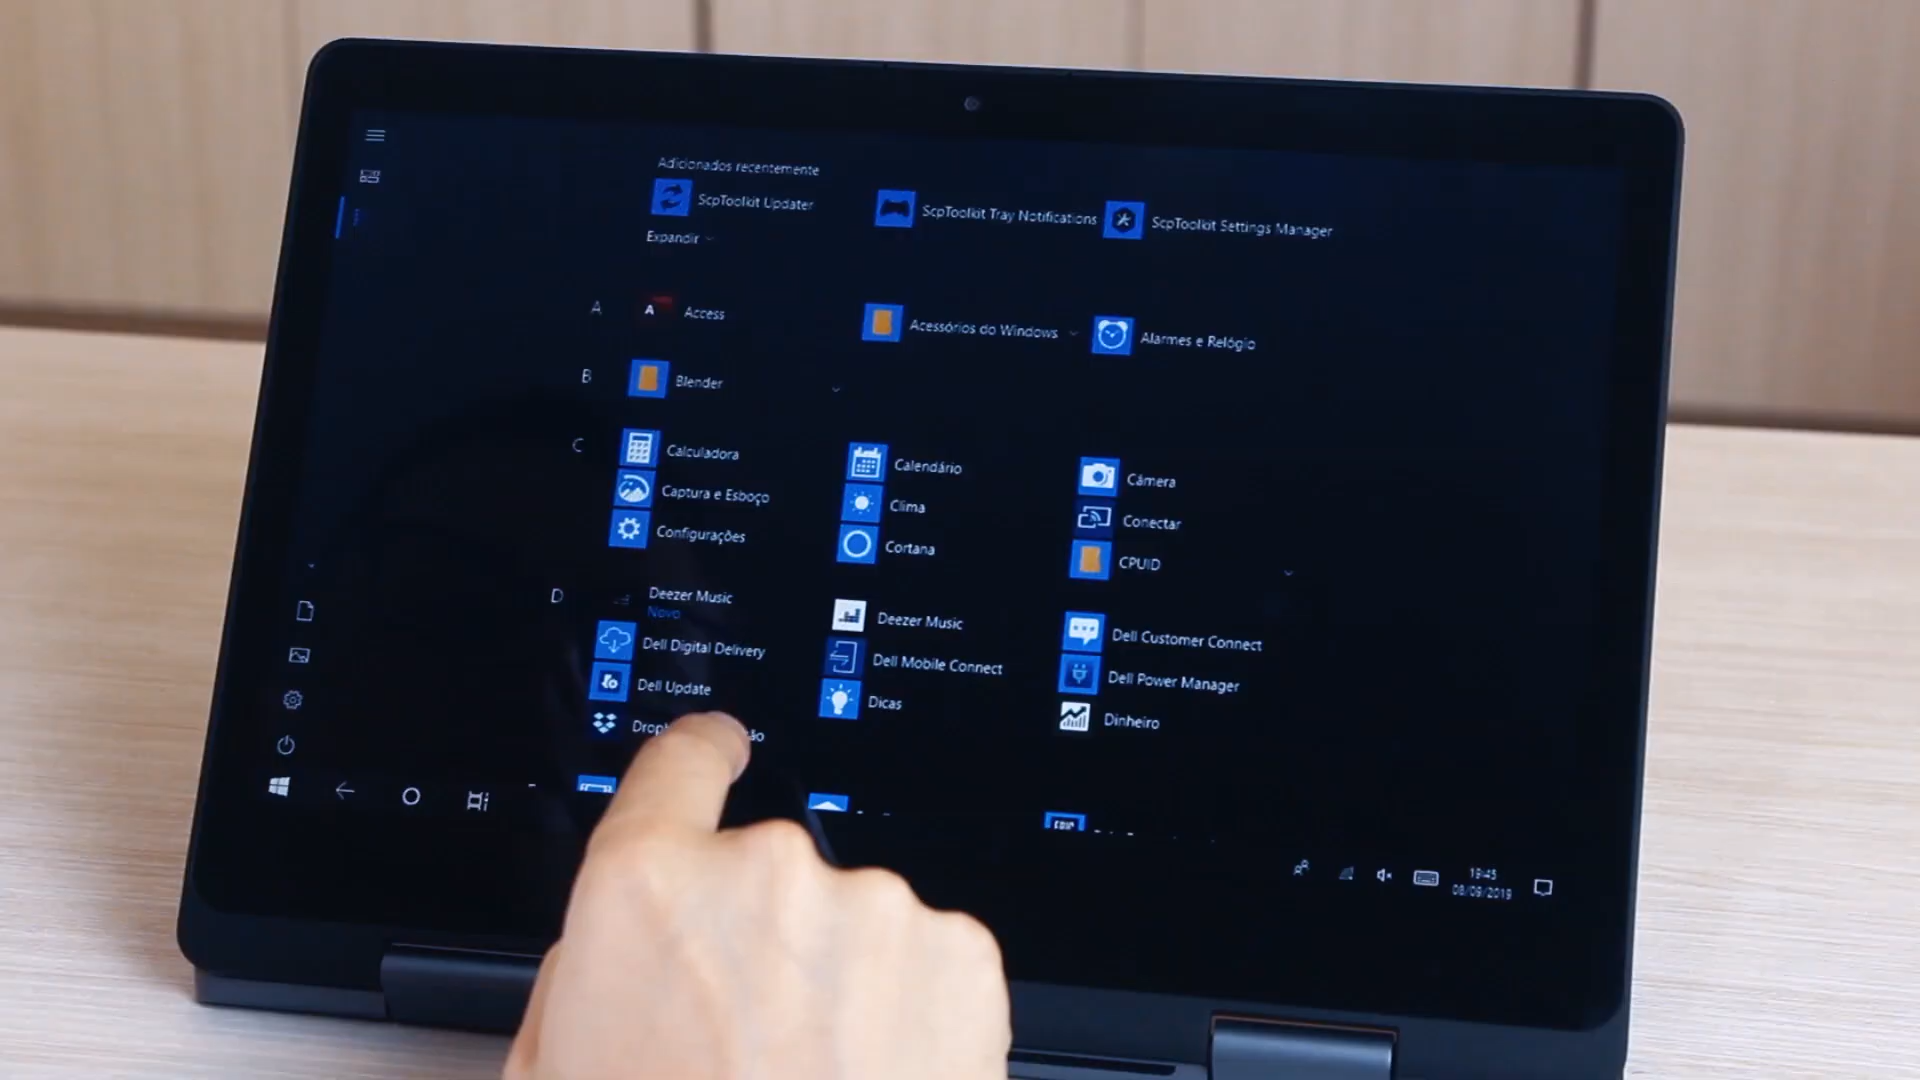 Adicionados recentemente
ScpToolkit Updater
ScpToolkit Tray Notifications
ScpToolkit Settings Manager
Expandir
A
A
Access
Acessórios do Windows
Alarmes e Relógio
B
Blender
C
Calculadora
Calendário
Câmera
Captura e Esboço
Clima
Conectar
Configurações
Cortana
CPUID
D
Deezer Music
Novo
Deezer Music
Dell Customer Connect
Dell Digital Delivery
Dell Mobile Connect
Dell Power Manager
Dell Update
Dicas
Dinheiro
19:45
08/09/2019